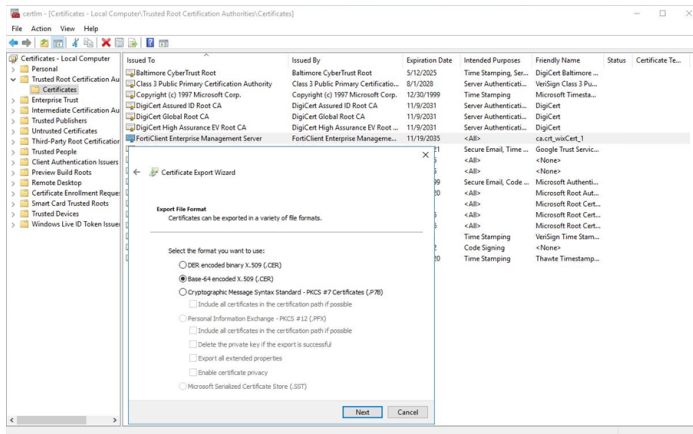 certlm - [Certificates - Local Computer\Trusted Root Certification Authorities\Certificates]
File Action View Help
Certificates - Local Computer
Personal
Trusted Root Certification Au
Certificates
Enterprise Trust
Intermediate Certification Au
Trusted Publishers
Untrusted Certificates
Third-Party Root Certification
Trusted People
Client Authentication Issuers
Preview Build Roots
Remote Desktop
Certificate Enrollment Reque
Smart Card Trusted Roots
Trusted Devices
Windows Live ID Token Issue
Issued To Issued By Expiration Date Intended Purposes Friendly Name Status Certificate Te...
Baltimore CyberTrust Root Baltimore CyberTrust Root 5/12/2025 Time Stamping, Ser... DigiCert Baltimore ...
Class 3 Public Primary Certification Authority Class 3 Public Primary Certificatio... 8/1/2028 Server Authenticati... VeriSign Class 3 Pu...
Copyright (c) 1997 Microsoft Corp. Copyright (c) 1997 Microsoft Corp. 12/30/1999 Time Stamping Microsoft Timesta...
DigiCert Assured ID Root CA DigiCert Assured ID Root CA 11/9/2031 Server Authenticati... DigiCert
DigiCert Global Root CA DigiCert Global Root CA 11/9/2031 Server Authenticati... DigiCert
DigiCert High Assurance EV Root CA DigiCert High Assurance EV Root ... 11/9/2031 Server Authenticati... DigiCert
FortiClient Enterprise Management Server FortiClient Enterprise Manageme... 11/19/2035 <All> ca.crt_wixCert_1
21 Secure Email, Time ... Google Trust Servic...
<All> <None>
<All> <None>
99 Secure Email, Code ... Microsoft Authenti...
20 <All> Microsoft Root Aut...
<All> Microsoft Root Cert...
<All> Microsoft Root Cert...
<All> Microsoft Root Cert...
Time Stamping VeriSign Time Stam...
Code Signing <None>
20 Time Stamping Thawte Timestamp...
Certificate Export Wizard
Export File Format
Certificates can be exported in a variety of file formats.
Select the format you want to use:
DER encoded binary X.509 (.CER)
Base-64 encoded X.509 (.CER)
Cryptographic Message Syntax Standard - PKCS #7 Certificates (.P7B)
Include all certificates in the certification path if possible
Personal Information Exchange - PKCS #12 (.PFX)
Include all certificates in the certification path if possible
Delete the private key if the export is successful
Export all extended properties
Enable certificate privacy
Microsoft Serialized Certificate Store (.SST)
Next Cancel